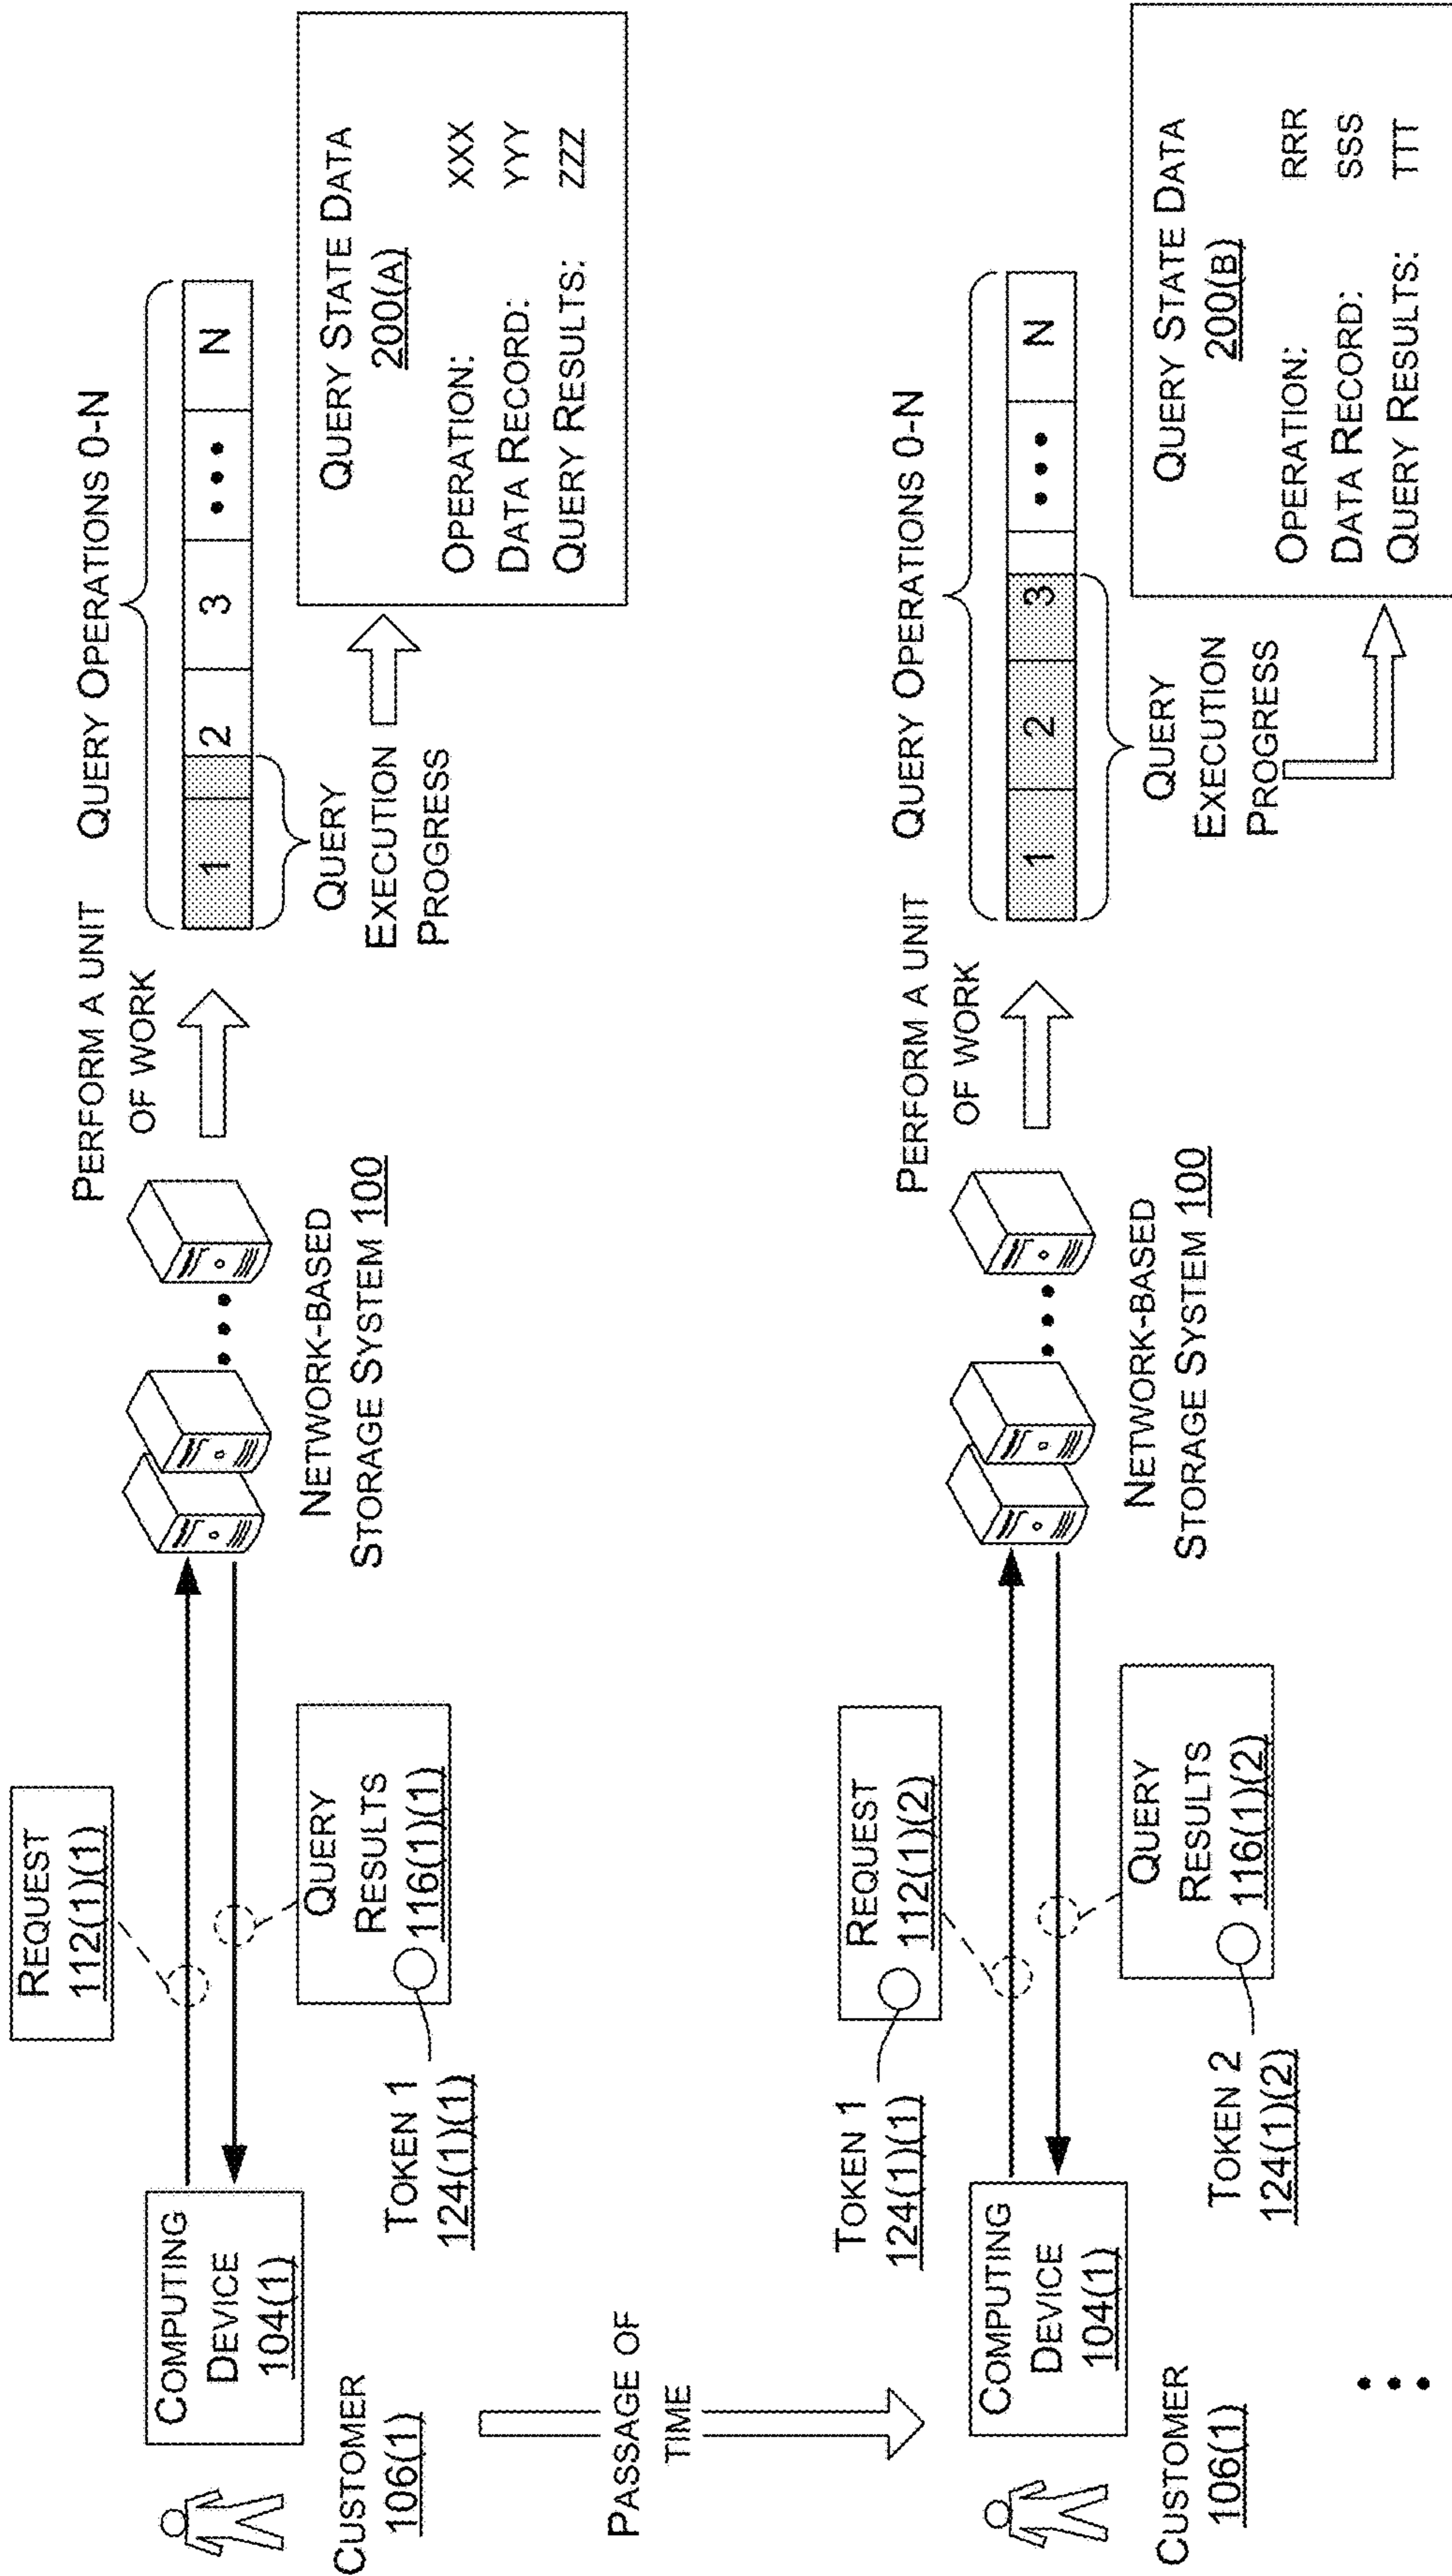 REQUEST
112(1)(1)
COMPUTING
DEVICE
104(1)
CUSTOMER
106(1)
QUERY
RESULTS
116(1)(1)
TOKEN 1
124(1)(1)
NETWORK-BASED
STORAGE SYSTEM 100
PERFORM A UNIT
OF WORK
QUERY OPERATIONS 0-N
1
2
3
•••
N
QUERY
EXECUTION
PROGRESS
QUERY STATE DATA
200(A)
OPERATION: XXX
DATA RECORD: YYY
QUERY RESULTS: ZZZ
PASSAGE OF
TIME
REQUEST
112(1)(2)
TOKEN 1
124(1)(1)
COMPUTING
DEVICE
104(1)
CUSTOMER
106(1)
QUERY
RESULTS
116(1)(2)
TOKEN 2
124(1)(2)
NETWORK-BASED
STORAGE SYSTEM 100
PERFORM A UNIT
OF WORK
QUERY OPERATIONS 0-N
1
2
3
•••
N
QUERY
EXECUTION
PROGRESS
QUERY STATE DATA
200(B)
OPERATION: RRR
DATA RECORD: SSS
QUERY RESULTS: TTT